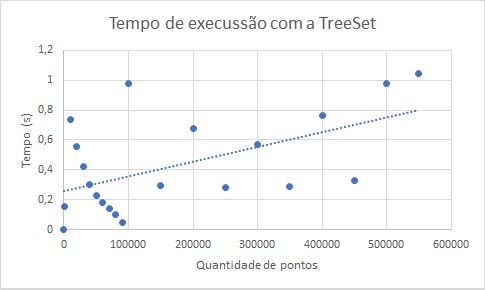 Tempo de execussão com a TreeSet
1,2
1
0,8
0,6
0,4
0,2
0
Tempo (s)
0 100000 200000 300000 400000 500000 600000
Quantidade de pontos